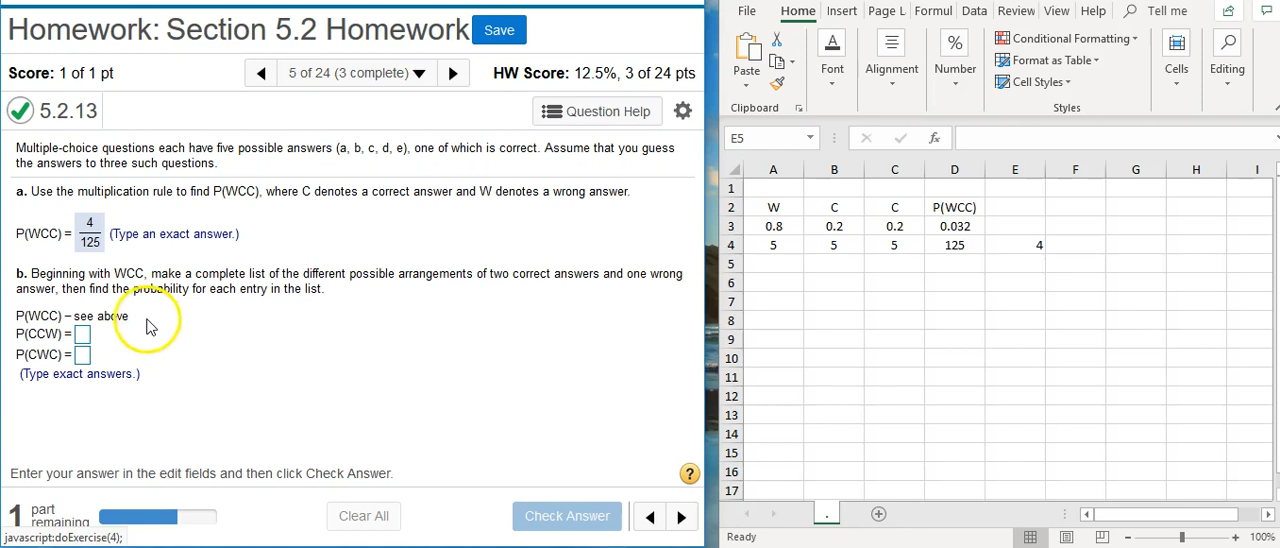 Homework: Section 5.2 Homework Save
Score: 1 of 1 pt 5 of 24 (3 complete) HW Score: 12.5%, 3 of 24 pts
5.2.13 Question Help
Multiple-choice questions each have five possible answers (a, b, c, d, e), one of which is correct. Assume that you guess
the answers to three such questions.
a. Use the multiplication rule to find P(WCC), where C denotes a correct answer and W denotes a wrong answer.
P(WCC) = 4/125 (Type an exact answer.)
b. Beginning with WCC, make a complete list of the different possible arrangements of two correct answers and one wrong
answer, then find the probability for each entry in the list.
P(WCC) – see above
P(CCW) =
P(CWC) =
(Type exact answers.)
Enter your answer in the edit fields and then click Check Answer. ?
1 part
remaining Clear All Check Answer
javascript:doExercise(4);
File Home Insert Page L Formul Data Review View Help Tell me
Paste Font Alignment % Number Conditional Formatting Cells Editing
Format as Table
Cell Styles
Clipboard Styles
E5 fx
A B C D E F G H I
1
2 W C C P(WCC)
3 0.8 0.2 0.2 0.032
4 5 5 5 125 4
5
6
7
8
9
10
11
12
13
14
15
16
17
.
Ready 100%